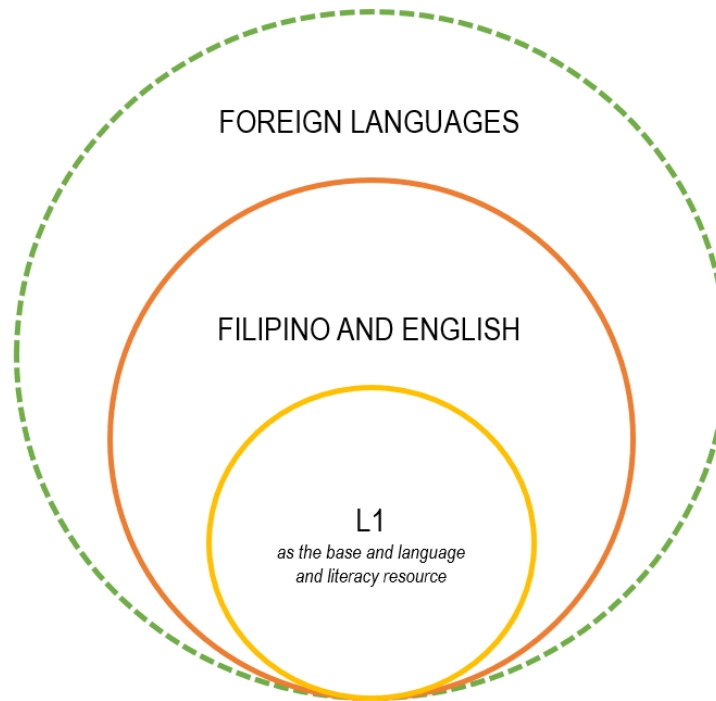 FOREIGN LANGUAGES
FILIPINO AND ENGLISH
L1
as the base and language
and literacy resource